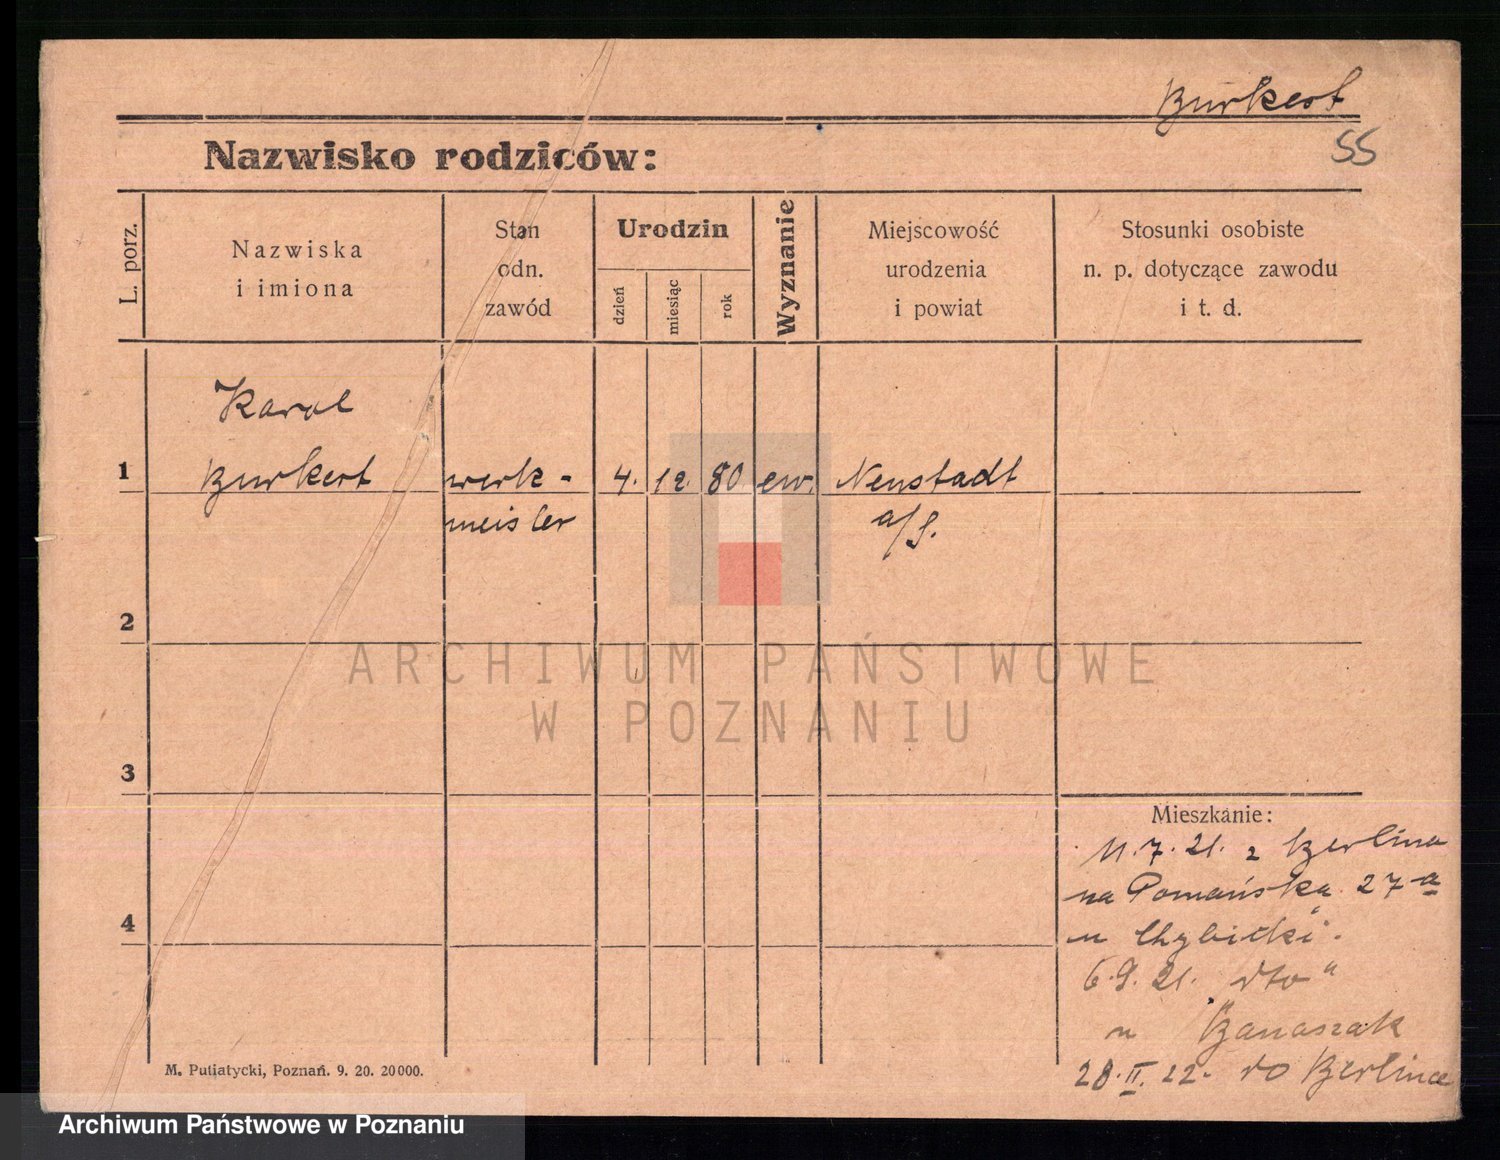 Burkert
55
Nazwisko rodziców:
L. porz.
Nazwiska
i imiona
Stan
odn.
zawód
Urodzin
dzień
miesiąc
rok
Wyznanie
Miejscowość
urodzenia
i powiat
Stosunki osobiste
n. p. dotyczące zawodu
i t. d.
Karol
1 Burkert werk- 4. 12. 80 ew. Neustadt
meister a/S.
2
3
4
Mieszkanie:
11. 7. 21. z Berlina
na 27 a
u Chybicki".
6. 9. 21. dto "
u Banaszak
28. II. 22. do Berlina
M. Putiatycki, Poznań. 9. 20. 20000.
ARCHIWUM PAŃSTWOWE
W POZNANIU
Archiwum Państwowe w Poznaniu